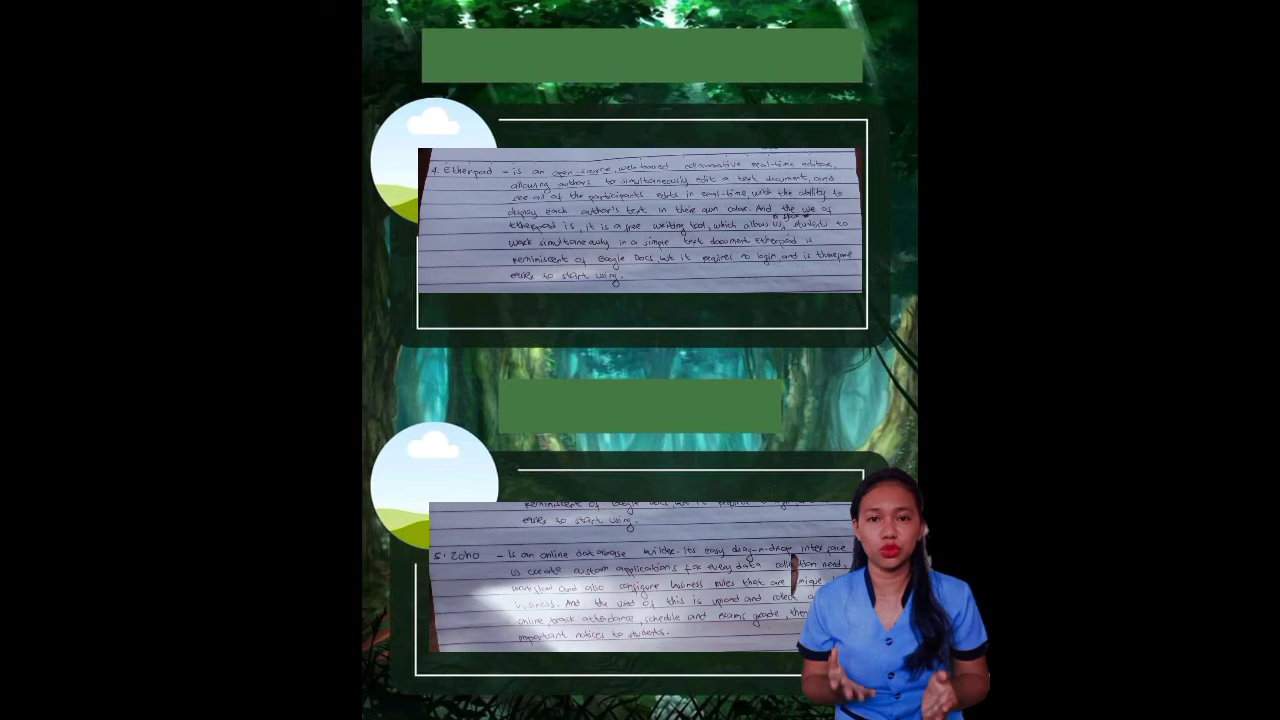 4. Etherpad - is an open-source, web-based collaborative real-time editor,
allowing authors to simultaneously edit a text document, and
see all of the participants edits in real-time, with the ability to
display each author's text in their own color. And the use of
Etherpad is, it is a free writing tool, which allows students to
work simultaneously in a simple text document Etherpad is
reminiscent of Google Docs but it requires no login and is therefore
easier to start using.
reminiscent of Google Docs but it requires
easier to start using.
5. Zoho - Is an online database builder. Its easy drag-n-drop interface
us create custom applications for every data need,
workflow and also configure business rules that are
business. And the used of this is upload and collect
online, track attendance, schedule and exams grade,
important notices to students.